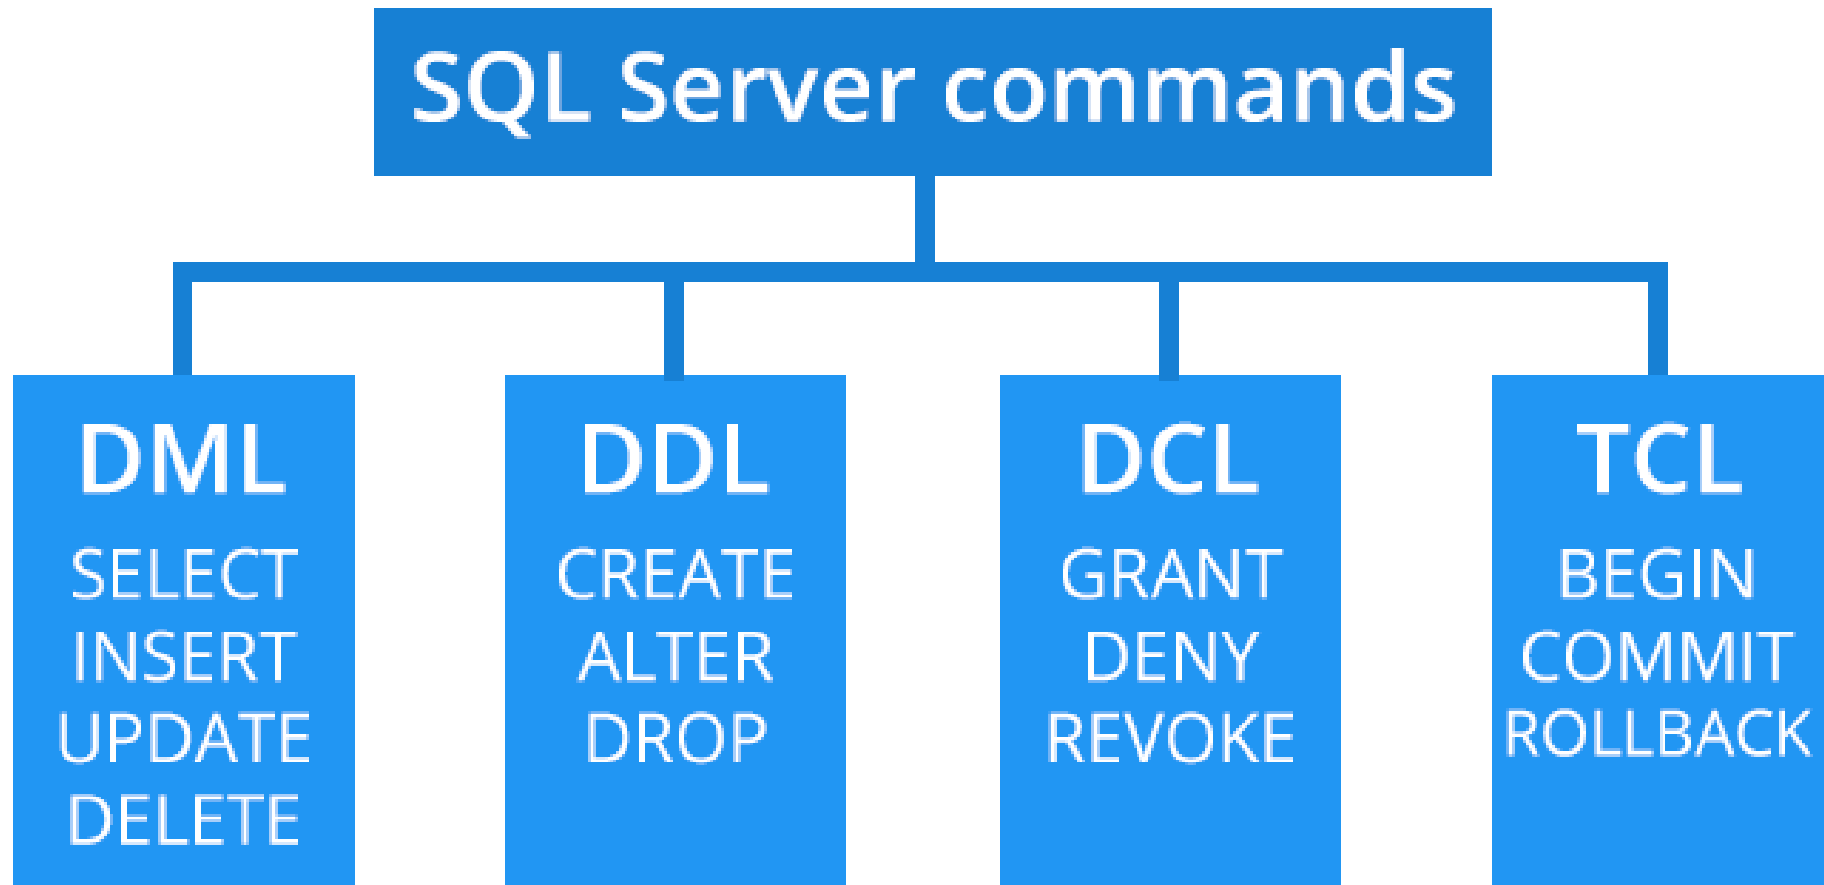 SQL Server commands
DML
SELECT
INSERT
UPDATE
DELETE
DDL
CREATE
ALTER
DROP
DCL
GRANT
DENY
REVOKE
TCL
BEGIN
COMMIT
ROLLBACK